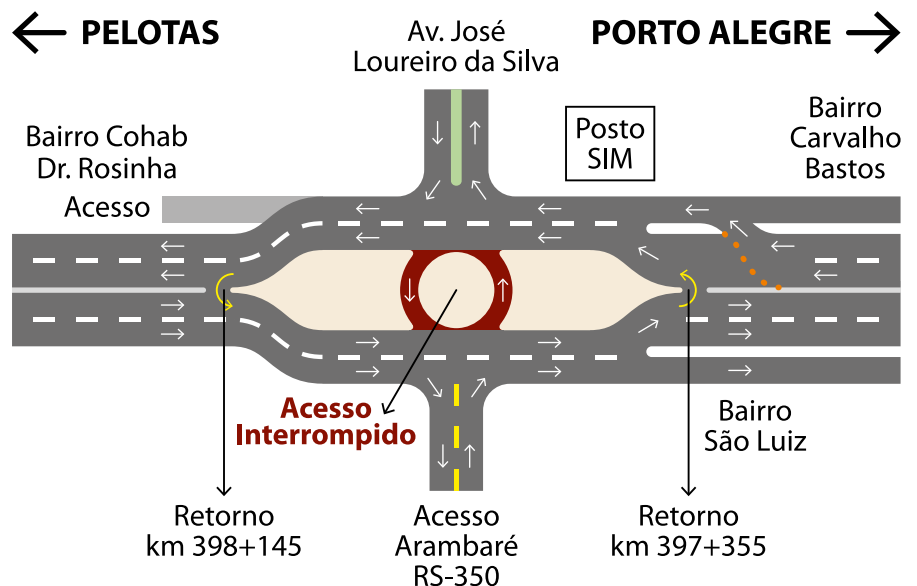 PELOTAS
Av. José
Loureiro da Silva
PORTO ALEGRE
Bairro Cohab
Dr. Rosinha
Acesso
Posto
SIM
Bairro
Carvalho
Bastos
Acesso
Interrompido
Bairro
São Luiz
Retorno
km 398+145
Acesso
Arambaré
RS-350
Retorno
km 397+355